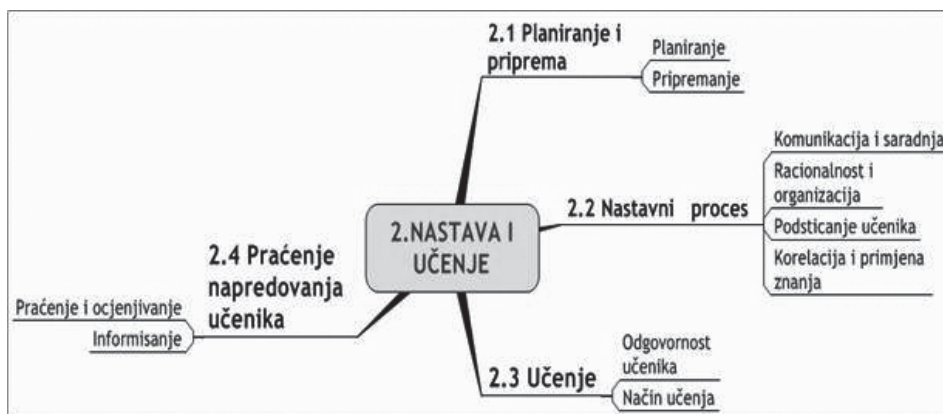 2.1 Planiranje i
priprema
Planiranje
Pripremanje
Komunikacija i saradnja
Racionalnost i
organizacija
2.2 Nastavni proces
Podsticanje učenika
Korelacija i primjena
znanja
2.NASTAVA I
UČENJE
2.4 Praćenje
napredovanja
učenika
Praćenje i ocjenjivanje
Informisanje
2.3 Učenje
Odgovornost
učenika
Način učenja